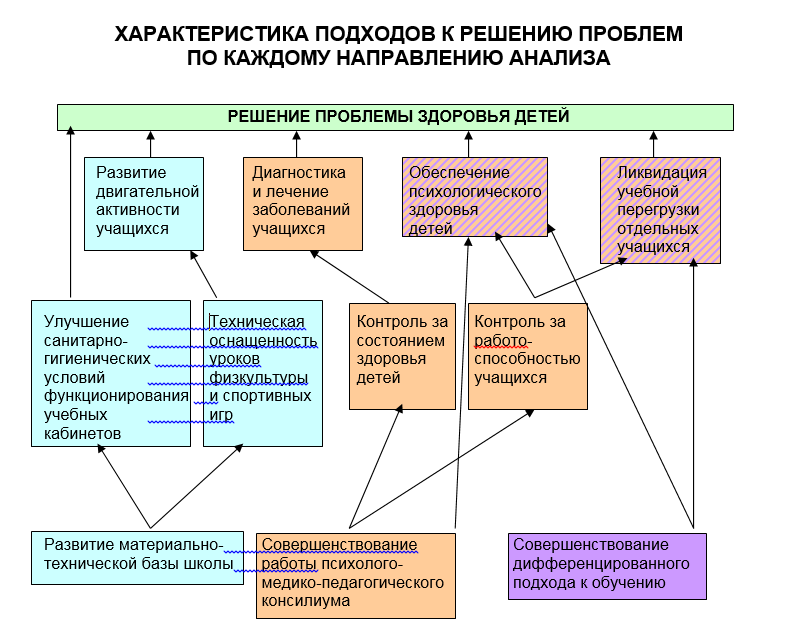 ХАРАКТЕРИСТИКА ПОДХОДОВ К РЕШЕНИЮ ПРОБЛЕМ
ПО КАЖДОМУ НАПРАВЛЕНИЮ АНАЛИЗА
РЕШЕНИЕ ПРОБЛЕМЫ ЗДОРОВЬЯ ДЕТЕЙ
Развитие
двигательной
активности
учащихся
Диагностика
и лечение
заболеваний
учащихся
Обеспечение
психологического
здоровья
детей
Ликвидация
учебной
перегрузки
отдельных
учащихся
Улучшение
санитарно-
гигиенических
условий
функционирования
учебных
кабинетов
Техническая
оснащенность
уроков
физкультуры
и спортивных
игр
Контроль за
состоянием
здоровья
детей
Контроль за
работо-
способностью
учащихся
Развитие материально-
технической базы школы
Совершенствование
работы психолого-
медико-педагогического
консилиума
Совершенствование
дифференцированного
подхода к обучению